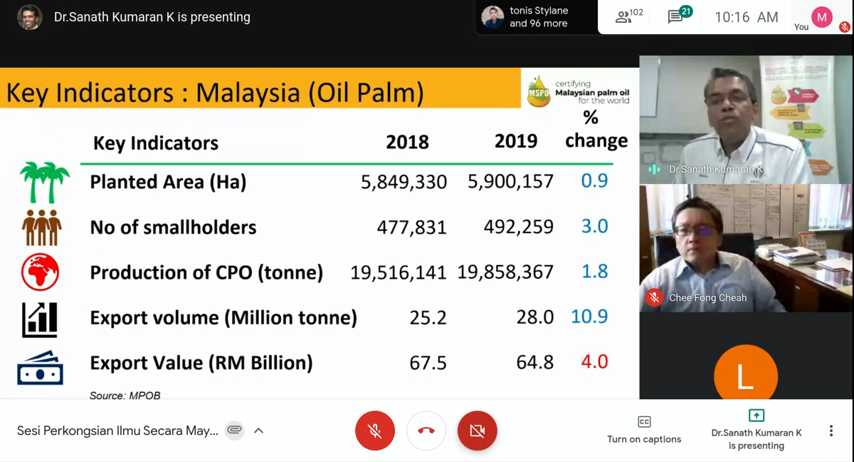 Dr.Sanath Kumaran K is presenting
tonis Stylane
and 96 more
102
21
10:16 AM
You
M
Key Indicators : Malaysia (Oil Palm)
MSPO
certifying
Malaysian palm oil
for the world
Key Indicators 2018 2019 % change
Planted Area (Ha) 5,849,330 5,900,157 0.9
No of smallholders 477,831 492,259 3.0
Production of CPO (tonne) 19,516,141 19,858,367 1.8
Export volume (Million tonne) 25.2 28.0 10.9
Export Value (RM Billion) 67.5 64.8 4.0
Source: MPOB
Dr.Sanath Kumaran K
Chee Fong Cheah
L
Sesi Perkongsian Ilmu Secara May...
Turn on captions
Dr.Sanath Kumaran K
is presenting